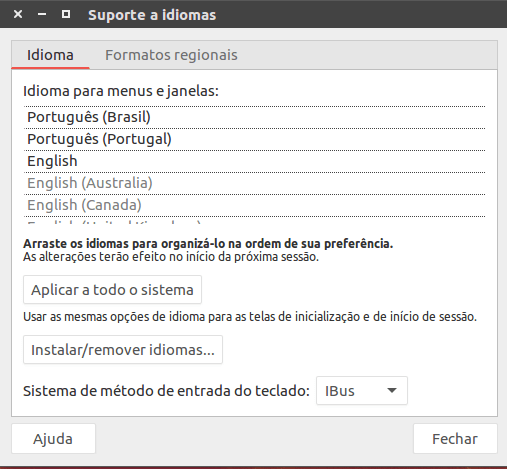 Suporte a idiomas
Idioma
Formatos regionais
Idioma para menus e janelas:
Português (Brasil)
Português (Portugal)
English
English (Australia)
English (Canada)
Arraste os idiomas para organizá-lo na ordem de sua preferência.
As alterações terão efeito no início da próxima sessão.
Aplicar a todo o sistema
Usar as mesmas opções de idioma para as telas de inicialização e de início de sessão.
Instalar/remover idiomas...
Sistema de método de entrada do teclado: IBus
Ajuda
Fechar